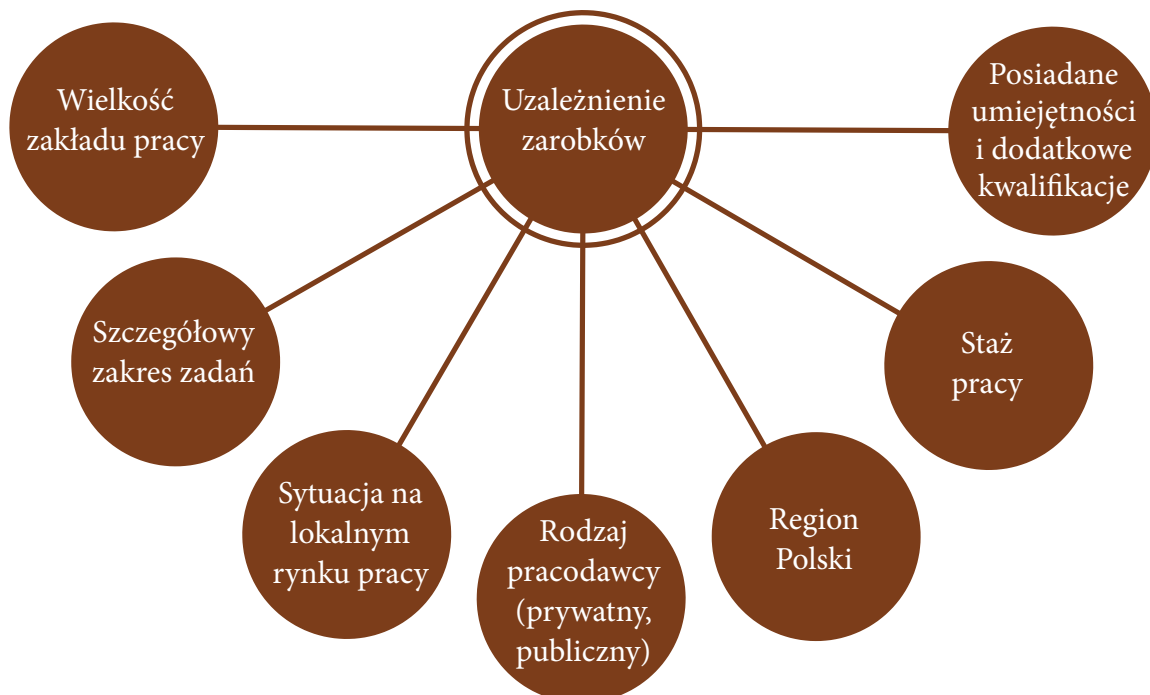 Uzależnienie
zarobków
Wielkość
zakładu pracy
Szczegółowy
zakres zadań
Sytuacja na
lokalnym
rynku pracy
Rodzaj
pracodawcy
(prywatny,
publiczny)
Region
Polski
Staż
pracy
Posiadane
umiejętności
i dodatkowe
kwalifikacje